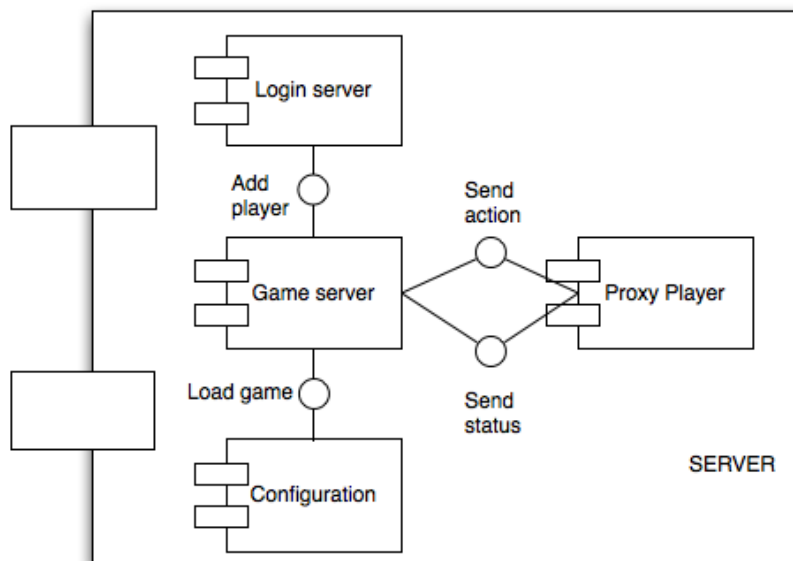 Login server
Add
player
Send
action
Game server
Proxy Player
Load game
Send
status
SERVER
Configuration